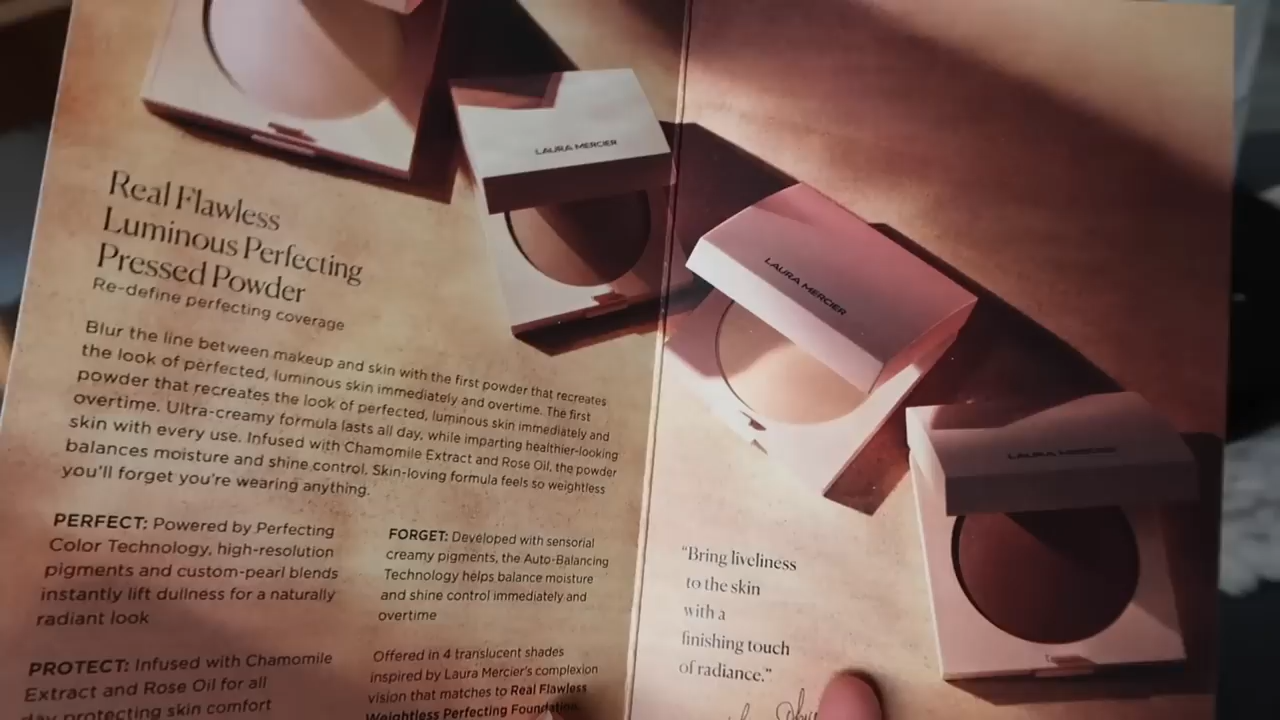 LAURA MERCIER
LAURA MERCIER
LAURA MERCIER
Real Flawless
Luminous Perfecting
Pressed Powder
Re-define perfecting coverage
Blur the line between makeup and skin with the first powder that recreates
the look of perfected, luminous skin immediately and overtime. The first
powder that recreates the look of perfected, luminous skin immediately and
overtime. Ultra-creamy formula lasts all day, while imparting healthier-looking
skin with every use. Infused with Chamomile Extract and Rose Oil, the powder
balances moisture and shine control. Skin-loving formula feels so weightless
you'll forget you're wearing anything.
PERFECT: Powered by Perfecting
Color Technology, high-resolution
pigments and custom-pearl blends
instantly lift dullness for a naturally
radiant look
PROTECT: Infused with Chamomile
Extract and Rose Oil for all
day protecting skin comfort
FORGET: Developed with sensorial
creamy pigments, the Auto-Balancing
Technology helps balance moisture
and shine control immediately and
overtime
Offered in 4 translucent shades
inspired by Laura Mercier's complexion
vision that matches to Real Flawless
Weightless Perfecting Foundation.
"Bring liveliness
to the skin
with a
finishing touch
of radiance."